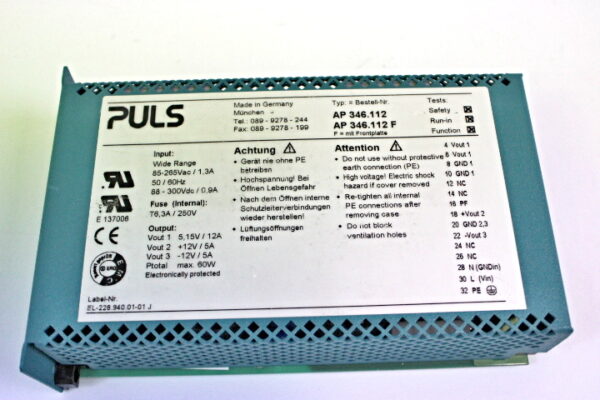 PULS
Made in Germany
München
Tel.: 089 - 9278 - 244
Fax: 089 - 9278 - 199
Typ: = Bestell-Nr.
AP 346.112
AP 346.112 F
F = mit Frontplatte
Tests:
Safety
Run-in
Function
Input:
Wide Range
85-265Vac / 1,3A
50 / 60Hz
88 - 300Vdc / 0,9A
Fuse (Internal):
T6,3A / 250V
Output:
Vout 1 5,15V / 12A
Vout 2 +12V / 5A
Vout 3 -12V / 5A
Ptotal max. 60W
Electronically protected
E 137006
CE
Label-Nr.
EL-226.940.01-01 J
Achtung
Gerät nie ohne PE
betreiben
Hochspannung! Bei
Öffnen Lebensgefahr
Nach dem Öffnen interne
Schutzleiterverbindungen
wieder herstellen!
Lüftungsöffnungen
freihalten
Attention
Do not use without protective
earth connection (PE)
High voltage! Electric shock
hazard if cover removed
Re-tighten all internal
PE connections after
removing case
Do not block
ventilation holes
4 Vout 1
6 Vout 1
8 GND 1
10 GND 1
12 NC
14 NC
16 PF
18 +Vout 2
20 GND 2,3
22 -Vout 3
24 NC
26 NC
28 N (GNDin)
30 L (Vin)
32 PE